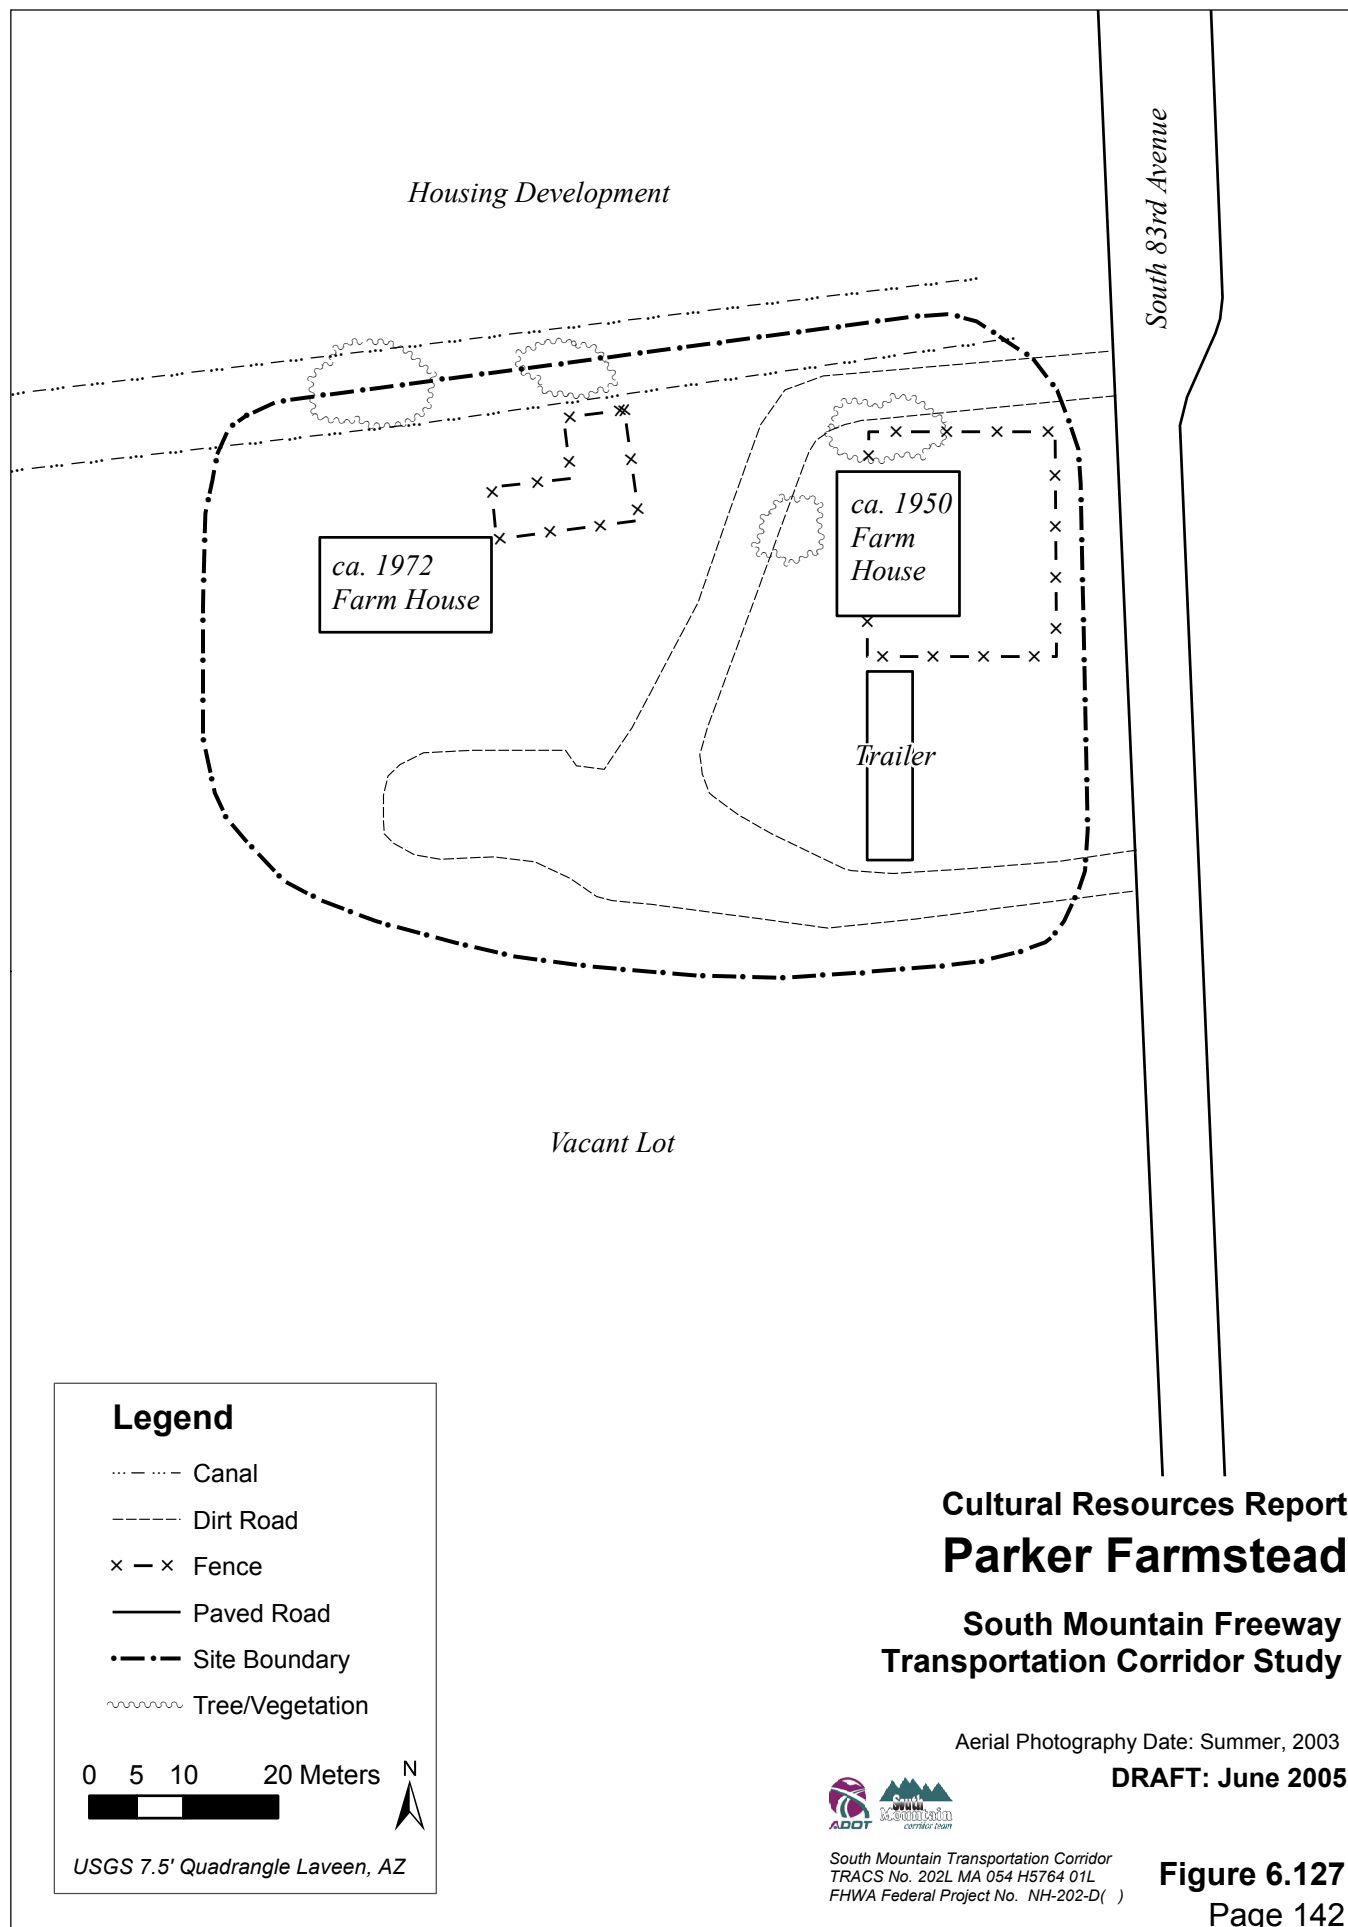 Housing Development
South 83rd Avenue
ca. 1950
Farm
House
ca. 1972
Farm House
Trailer
Vacant Lot
Legend
Canal
Dirt Road
Fence
Paved Road
Site Boundary
Tree/Vegetation
0 5 10 20 Meters
N
USGS 7.5' Quadrangle Laveen, AZ
Cultural Resources Report
Parker Farmstead
South Mountain Freeway
Transportation Corridor Study
Aerial Photography Date: Summer, 2003
DRAFT: June 2005
ADOT
South
Mountain
corridor team
South Mountain Transportation Corridor
TRACS No. 202L MA 054 H5764 01L
FHWA Federal Project No. NH-202-D( )
Figure 6.127
Page 142